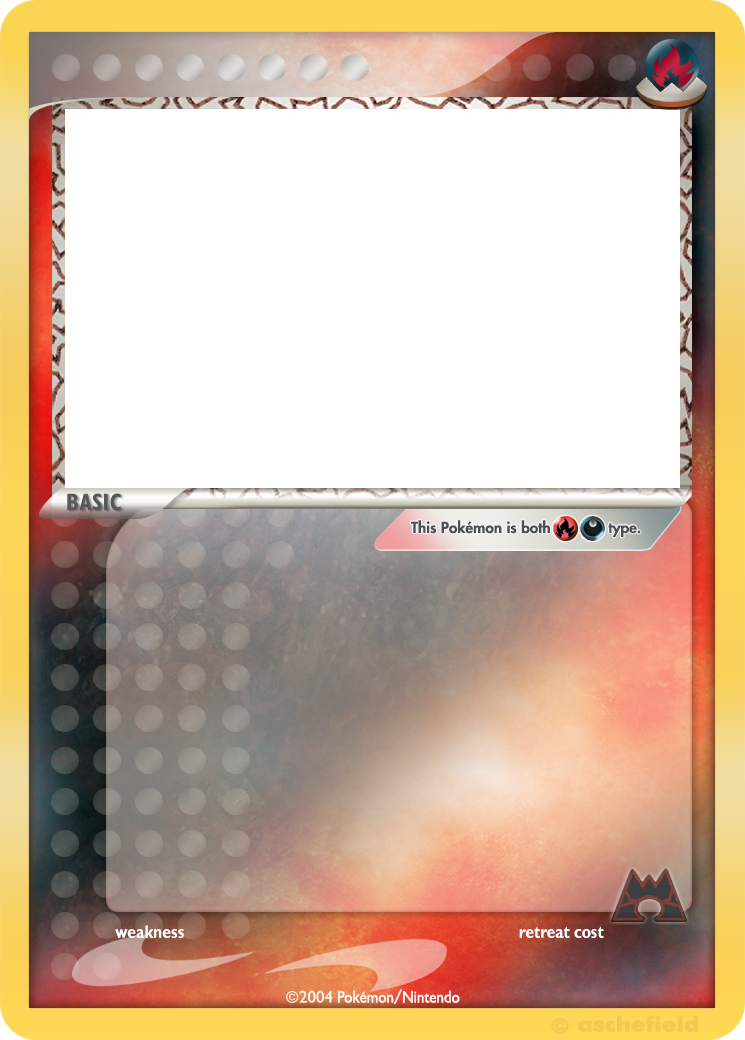 BASIC
This Pokémon is both type.
weakness
retreat cost
©2004 Pokémon/Nintendo
© aschefield